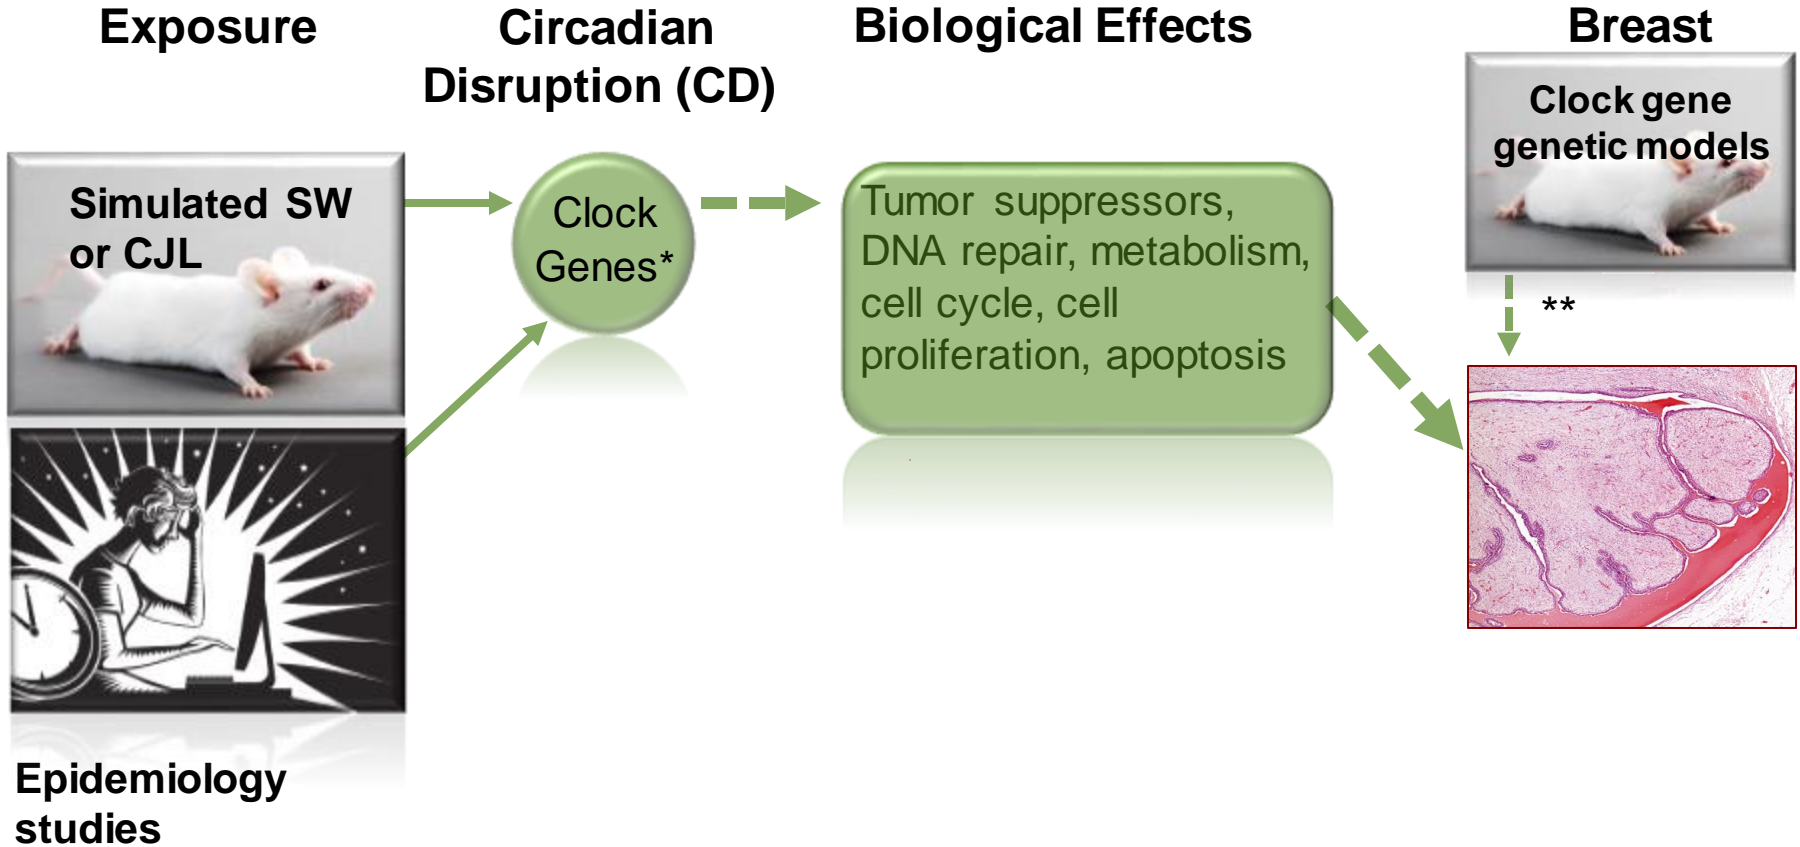 Exposure
Circadian
Disruption (CD)
Biological Effects
Breast
Simulated SW
or CJL
Clock
Genes*
Tumor suppressors,
DNA repair, metabolism,
cell cycle, cell
proliferation, apoptosis
Clock gene
genetic models
**
Epidemiology
studies